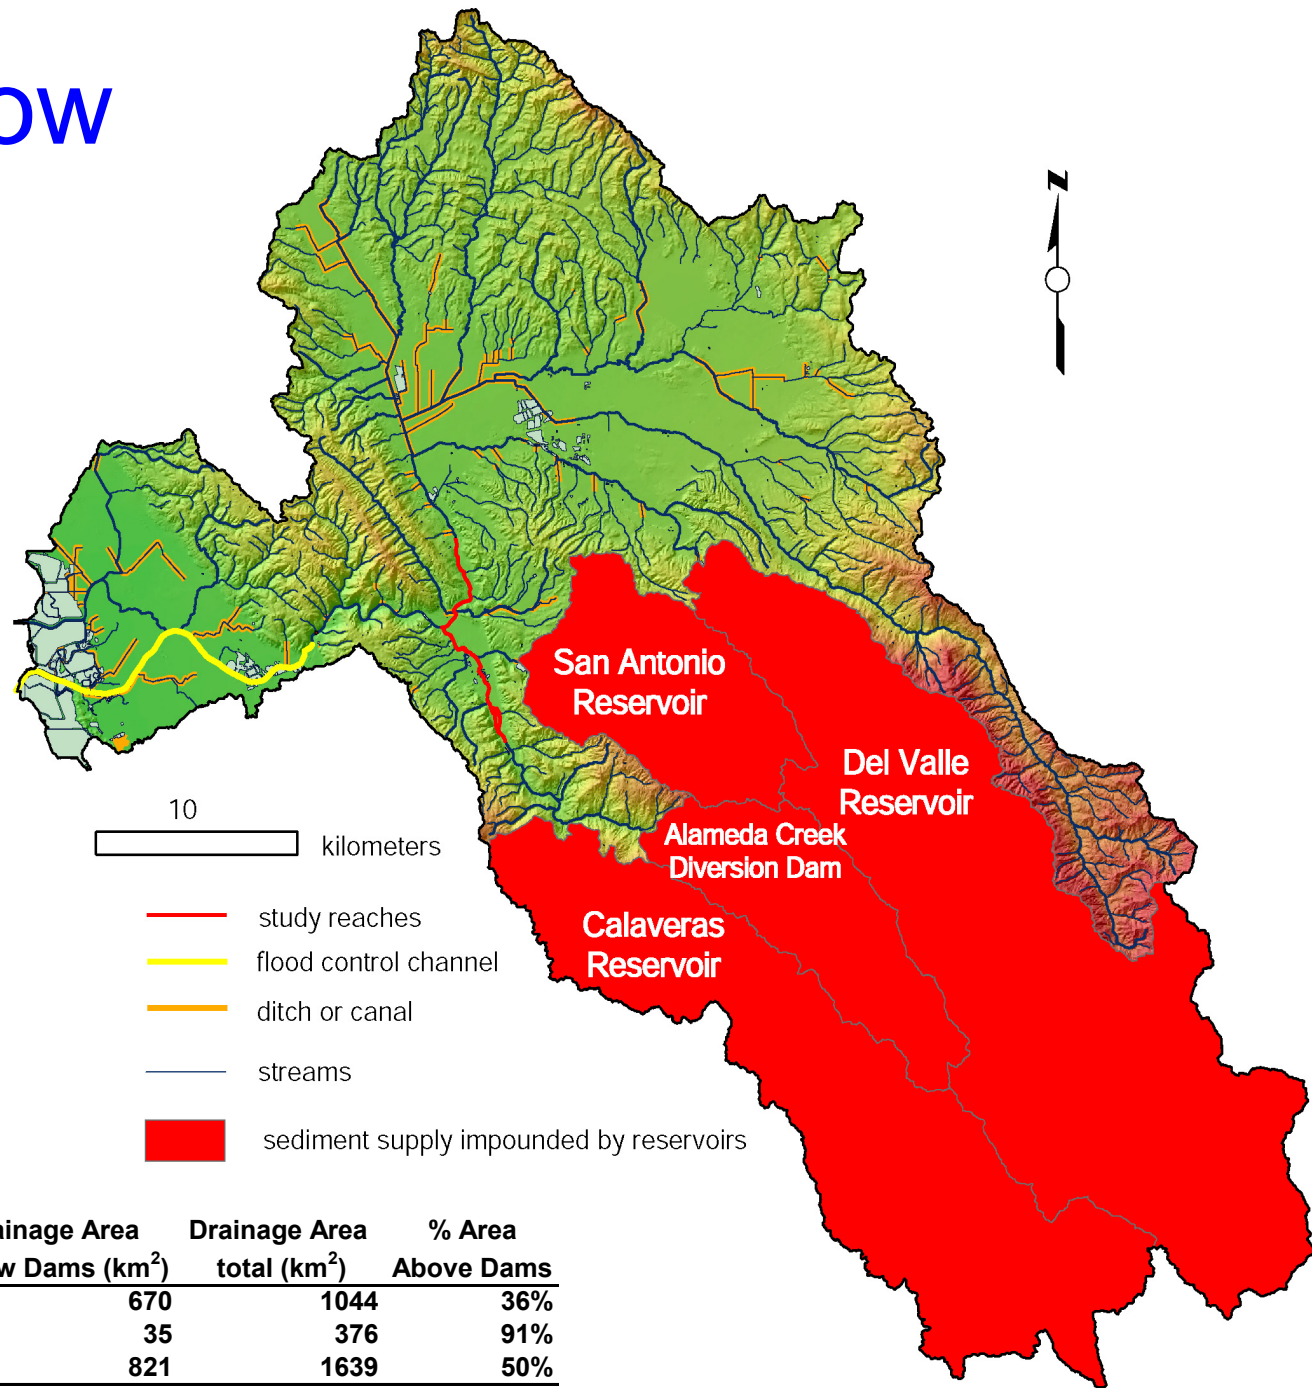 ow
N
San Antonio
Reservoir
Del Valle
Reservoir
Alameda Creek
Diversion Dam
Calaveras
Reservoir
10
kilometers
study reaches
flood control channel
ditch or canal
streams
sediment supply impounded by reservoirs
ainage Area Drainage Area % Area
w Dams (km²) total (km²) Above Dams
670 1044 36%
35 376 91%
821 1639 50%